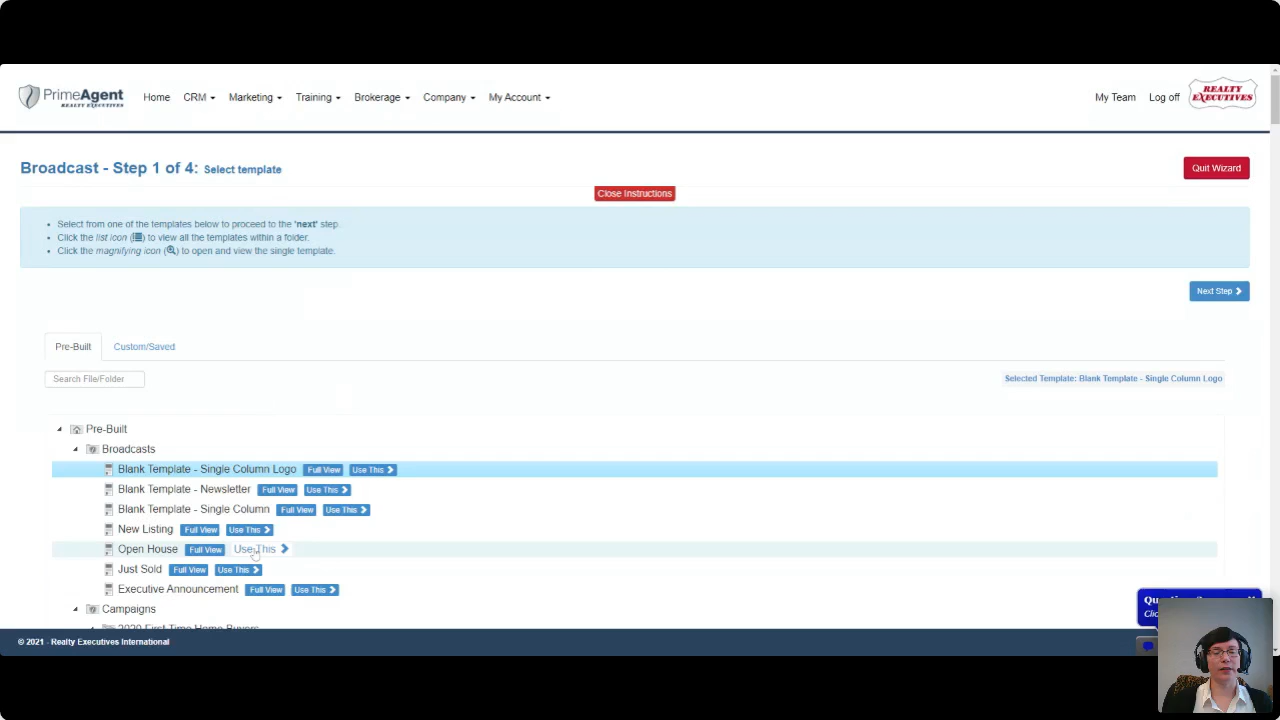 PrimeAgent
REALTY EXECUTIVES
Home
CRM
Marketing
Training
Brokerage
Company
My Account
My Team
Log off
REALTY
EXECUTIVES
Broadcast - Step 1 of 4: Select template
Quit Wizard
Close Instructions
Select from one of the templates below to proceed to the 'next' step.
Click the list icon ( ) to view all the templates within a folder.
Click the magnifying icon ( ) to open and view the single template.
Next Step
Pre-Built
Custom/Saved
Search File/Folder
Selected Template: Blank Template - Single Column Logo
Pre-Built
Broadcasts
Blank Template - Single Column Logo Full View Use This
Blank Template - Newsletter Full View Use This
Blank Template - Single Column Full View Use This
New Listing Full View Use This
Open House Full View Use This
Just Sold Full View Use This
Executive Announcement Full View Use This
Campaigns
2020 First Time Home Buyers
© 2021 - Realty Executives International